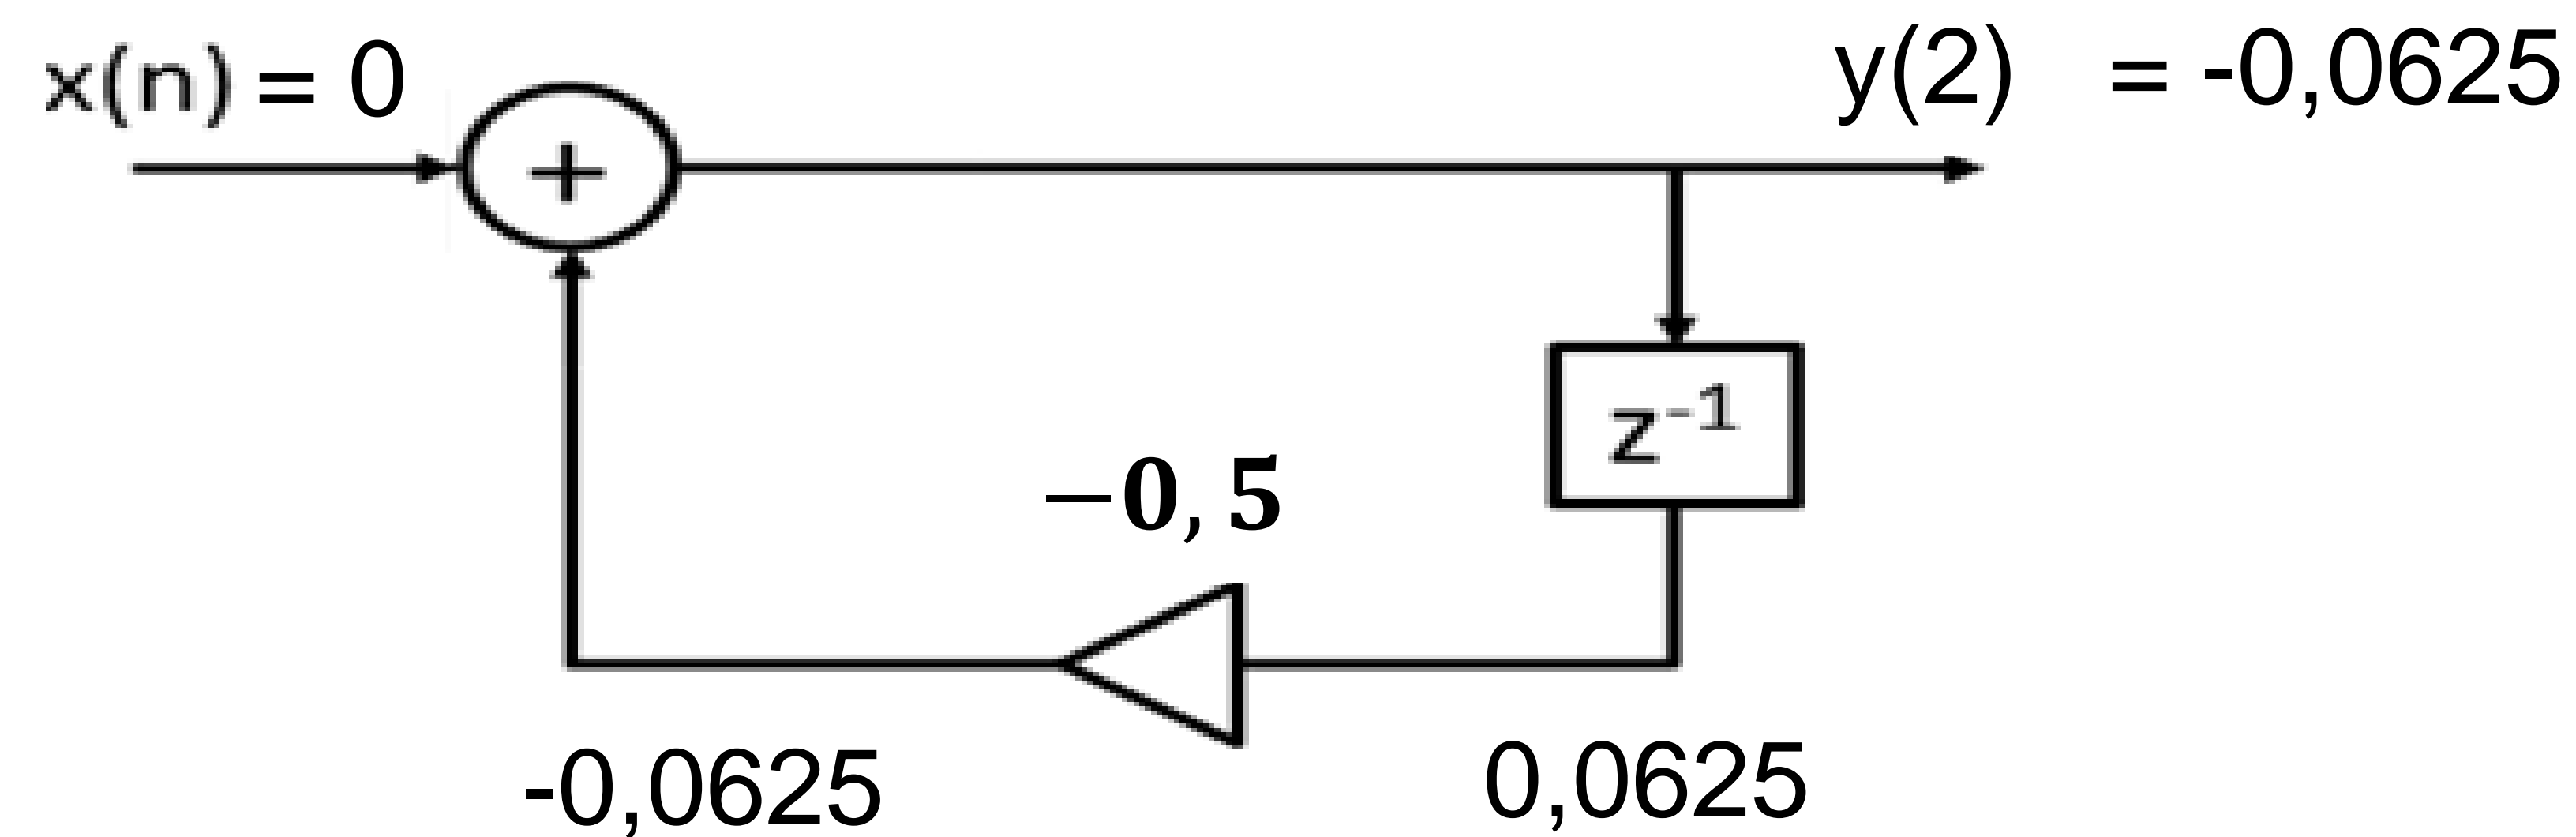 x(n) = 0
y(2) = -0,0625
+
z⁻¹
−0, 5
-0,0625
0,0625